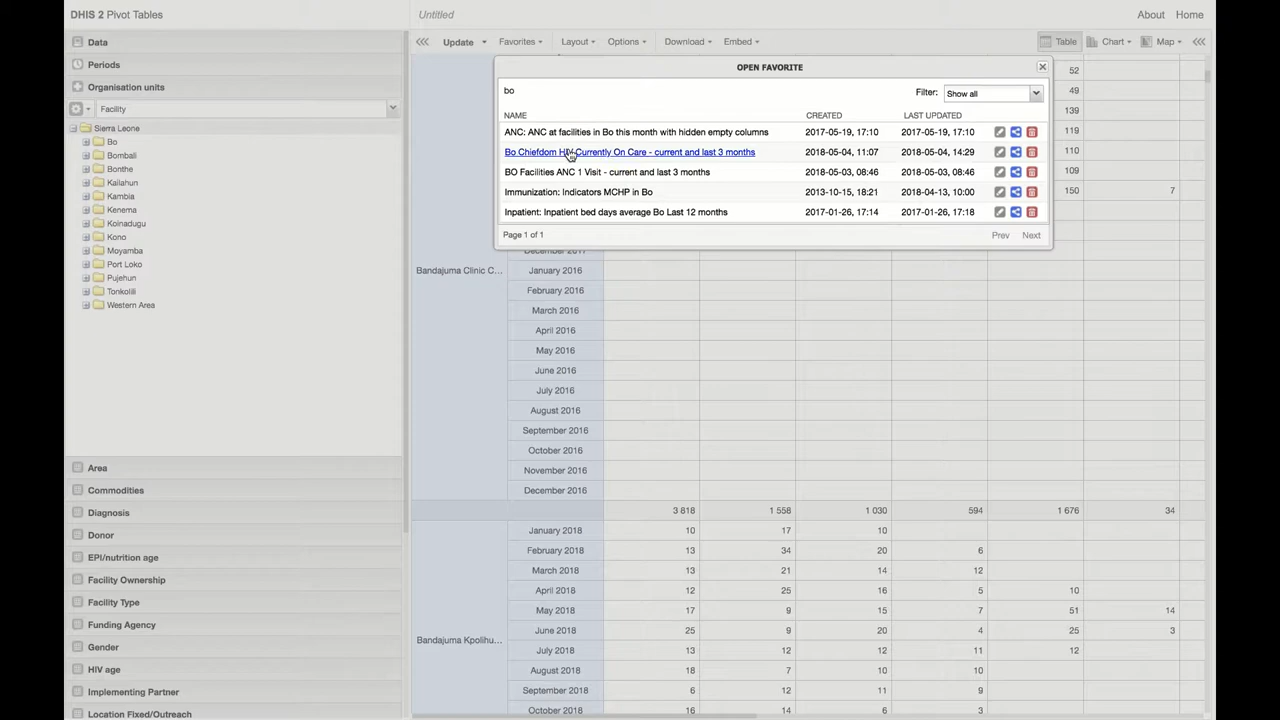 DHIS 2 Pivot Tables
Untitled
About Home
Update Favorites Layout Options Download Embed Table Chart Map
Data
Periods
Organisation units
Facility
Sierra Leone
Bo
Bombali
Bonthe
Kailahun
Kambia
Kenema
Koinadugu
Kono
Moyamba
Port Loko
Pujehun
Tonkolili
Western Area
Area
Commodities
Diagnosis
Donor
EPI/nutrition age
Facility Ownership
Facility Type
Funding Agency
Gender
HIV age
Implementing Partner
Location Fixed/Outreach
OPEN FAVORITE
bo
Filter: Show all
NAME CREATED LAST UPDATED
ANC: ANC at facilities in Bo this month with hidden empty columns 2017-05-19, 17:10 2017-05-19, 17:10
Bo Chiefdom HIV Currently On Care - current and last 3 months 2018-05-04, 11:07 2018-05-04, 14:29
BO Facilities ANC 1 Visit - current and last 3 months 2018-05-03, 08:46 2018-05-03, 08:46
Immunization: Indicators MCHP in Bo 2013-10-15, 18:21 2018-04-13, 10:00
Inpatient: Inpatient bed days average Bo Last 12 months 2017-01-26, 17:14 2017-01-26, 17:18
Page 1 of 1 Prev Next
52
49
139
119
110
109
150 7
Bandajuma Clinic C...
January 2016
February 2016
March 2016
April 2016
May 2016
June 2016
July 2016
August 2016
September 2016
October 2016
November 2016
December 2016
3 818 1 558 1 030 594 1 676 34
Bandajuma Kpolihu...
January 2018 10 17 10
February 2018 13 34 20 6
March 2018 13 21 14 12
April 2018 12 25 16 5 10
May 2018 17 9 15 7 51 14
June 2018 25 9 20 4 25 3
July 2018 13 12 12 11 12
August 2018 18 7 10 10
September 2018 6 12 11 9
October 2018 16 14 6 3